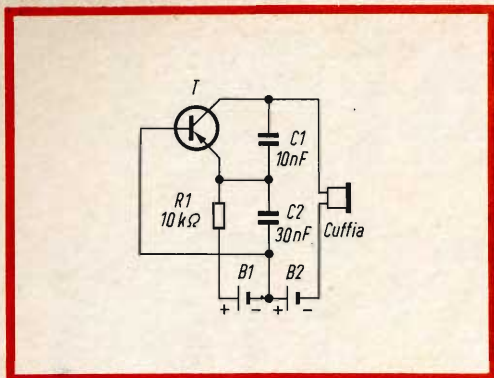 T
C1
10nF
R1
10kΩ
C2
30nF
Cuffia
B1
B2
+ - + -